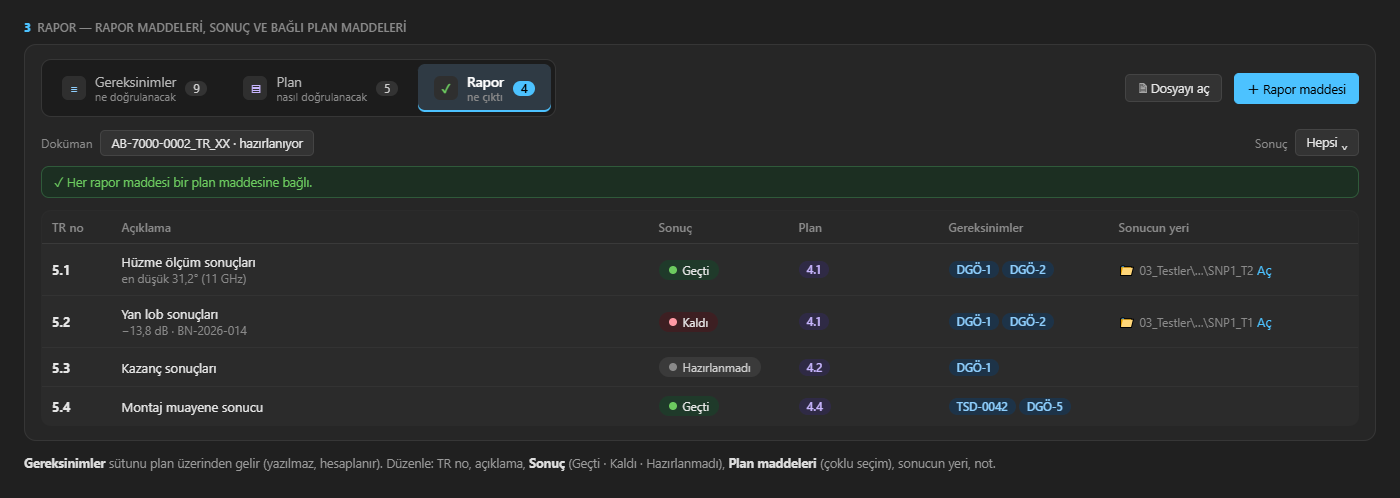 3 RAPOR — RAPOR MADDELERİ, SONUÇ VE BAĞLI PLAN MADDELERİ
Gereksinimler 9
ne doğrulanacak
Plan 5
nasıl doğrulanacak
✓ Rapor 4
ne çıktı
Dosyayı aç
+ Rapor maddesi
Doküman AB-7000-0002_TR_XX · hazırlanıyor
Sonuç Hepsi
✓ Her rapor maddesi bir plan maddesine bağlı.
TR no Açıklama Sonuç Plan Gereksinimler Sonucun yeri
5.1 Hüzme ölçüm sonuçları Geçti 4.1 DGÖ-1 DGÖ-2 03_Testler\...\SNP1_T2 Aç
en düşük 31,2° (11 GHz)
5.2 Yan lob sonuçları Kaldı 4.1 DGÖ-1 DGÖ-2 03_Testler\...\SNP1_T1 Aç
−13,8 dB · BN-2026-014
5.3 Kazanç sonuçları Hazırlanmadı 4.2 DGÖ-1
5.4 Montaj muayene sonucu Geçti 4.4 TSD-0042 DGÖ-5
Gereksinimler sütunu plan üzerinden gelir (yazılmaz, hesaplanır). Düzenle: TR no, açıklama, Sonuç (Geçti · Kaldı · Hazırlanmadı), Plan maddeleri (çoklu seçim), sonucun yeri, not.